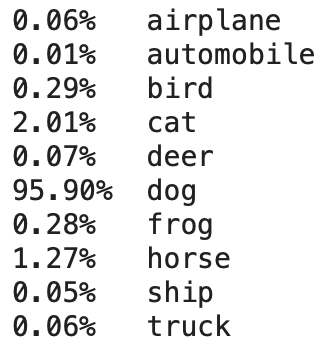 0.06% airplane
0.01% automobile
0.29% bird
2.01% cat
0.07% deer
95.90% dog
0.28% frog
1.27% horse
0.05% ship
0.06% truck